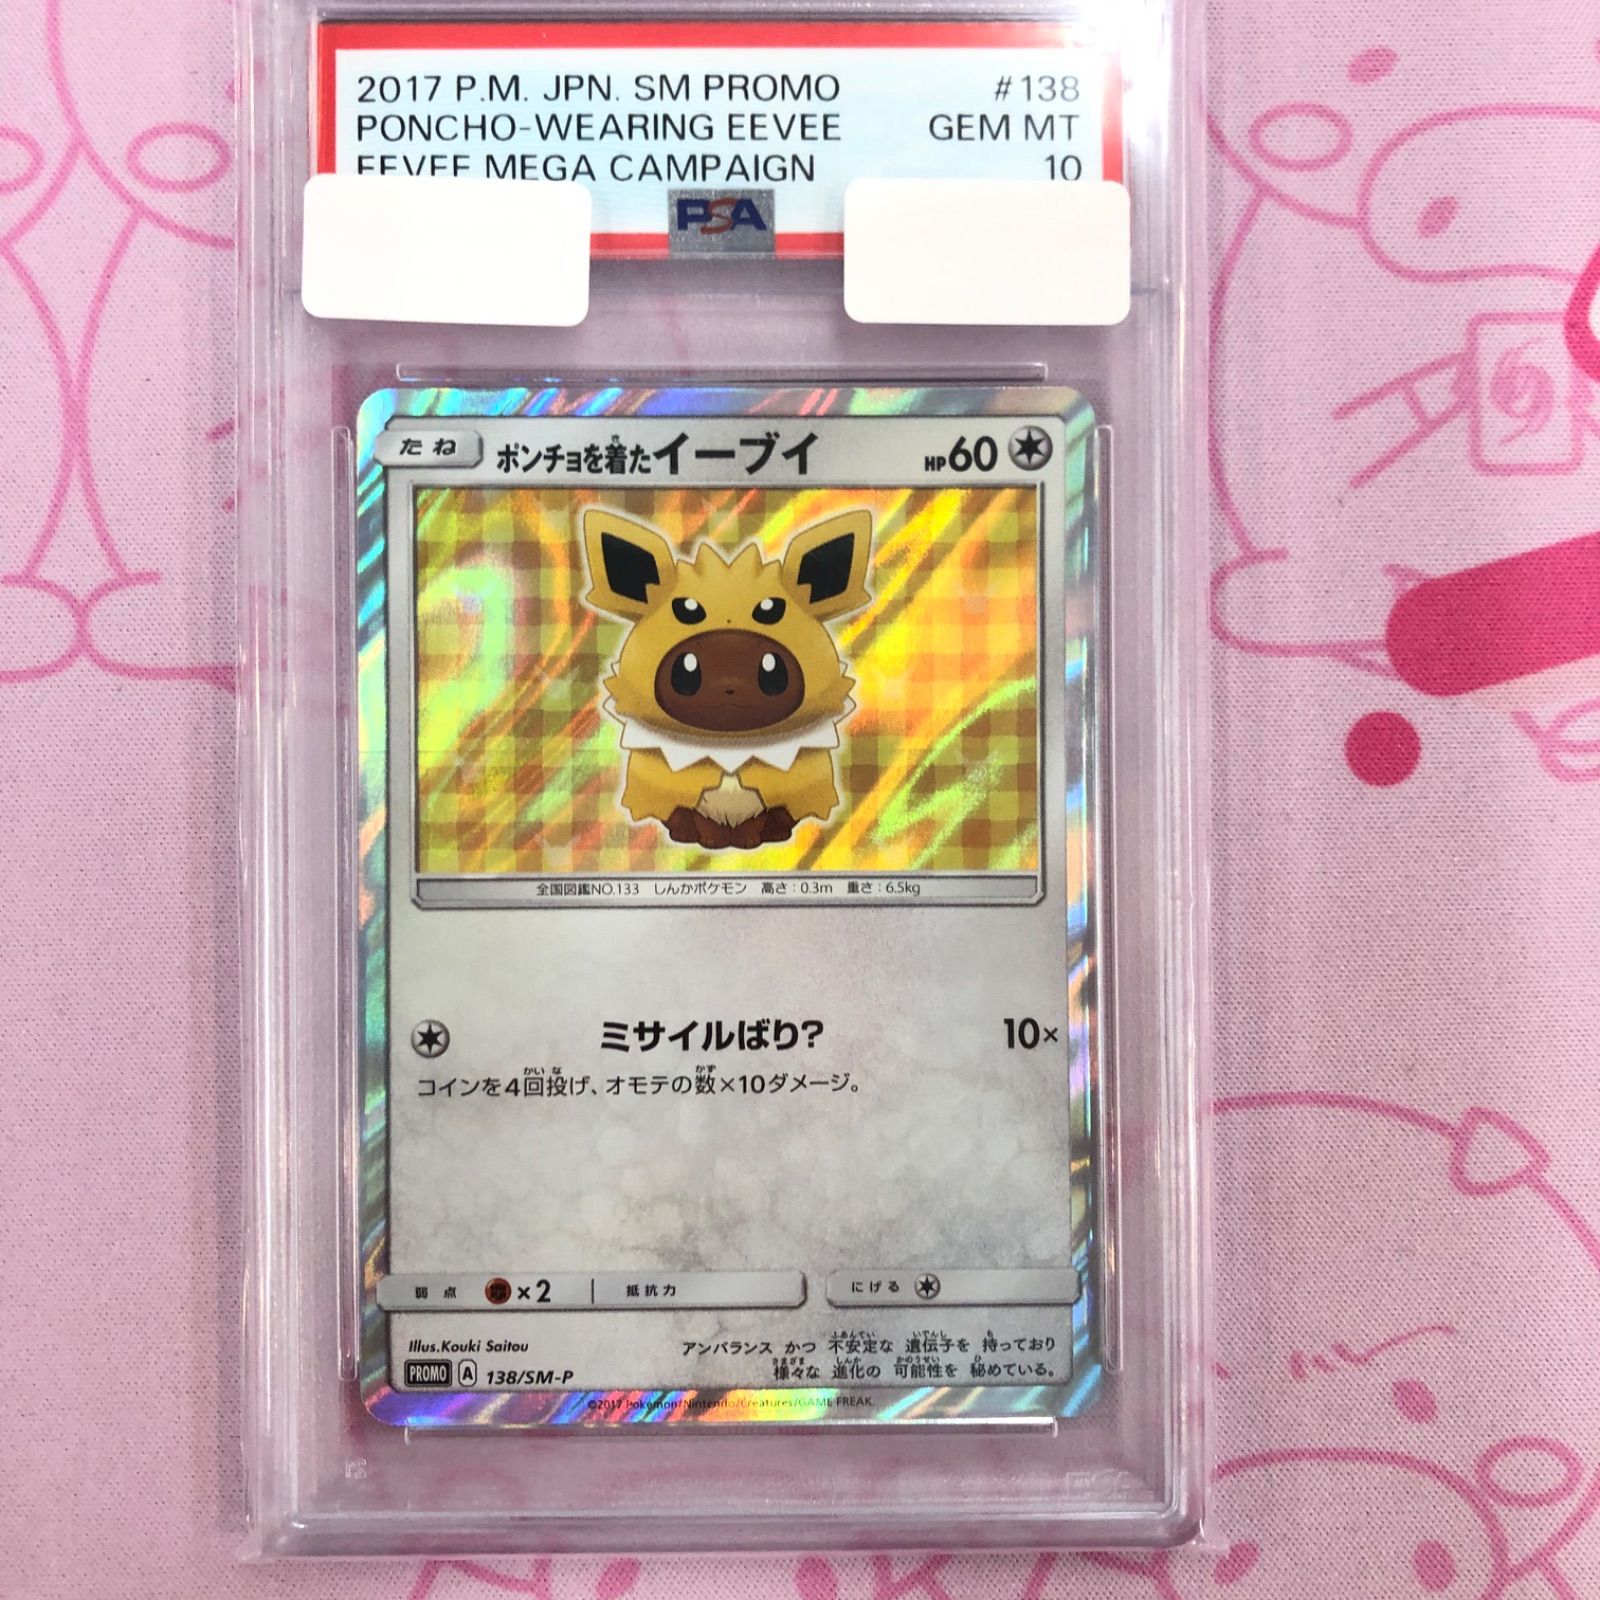 2017 P.M. JPN. SM PROMO #138
PONCHO-WEARING EEVEE GEM MT
EEVEE MEGA CAMPAIGN 10
PSA
たね ポンチョを着たイーブイ HP60
全国図鑑NO.133 しんかポケモン 高さ:0.3m 重さ:6.5kg
ミサイルばり? 10×
コインを4回投げ、オモテの数×10ダメージ。
弱点 ×2 抵抗力 にげる
Illus.Kouki Saitou
アンバランス かつ 不安定な 遺伝子を 持っており
様々な 進化の 可能性を 秘めている。
PROMO A 138/SM-P
©2017 Pokémon/Nintendo/Creatures/GAME FREAK.